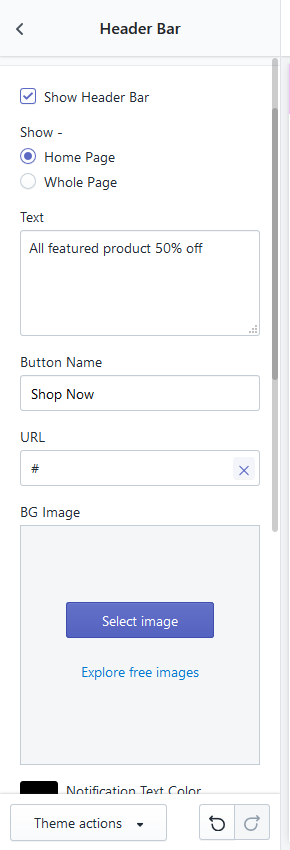 Header Bar
Show Header Bar
Show -
Home Page
Whole Page
Text
All featured product 50% off
Button Name
Shop Now
URL
#
BG Image
Select image
Explore free images
Notification Text Color
Theme actions